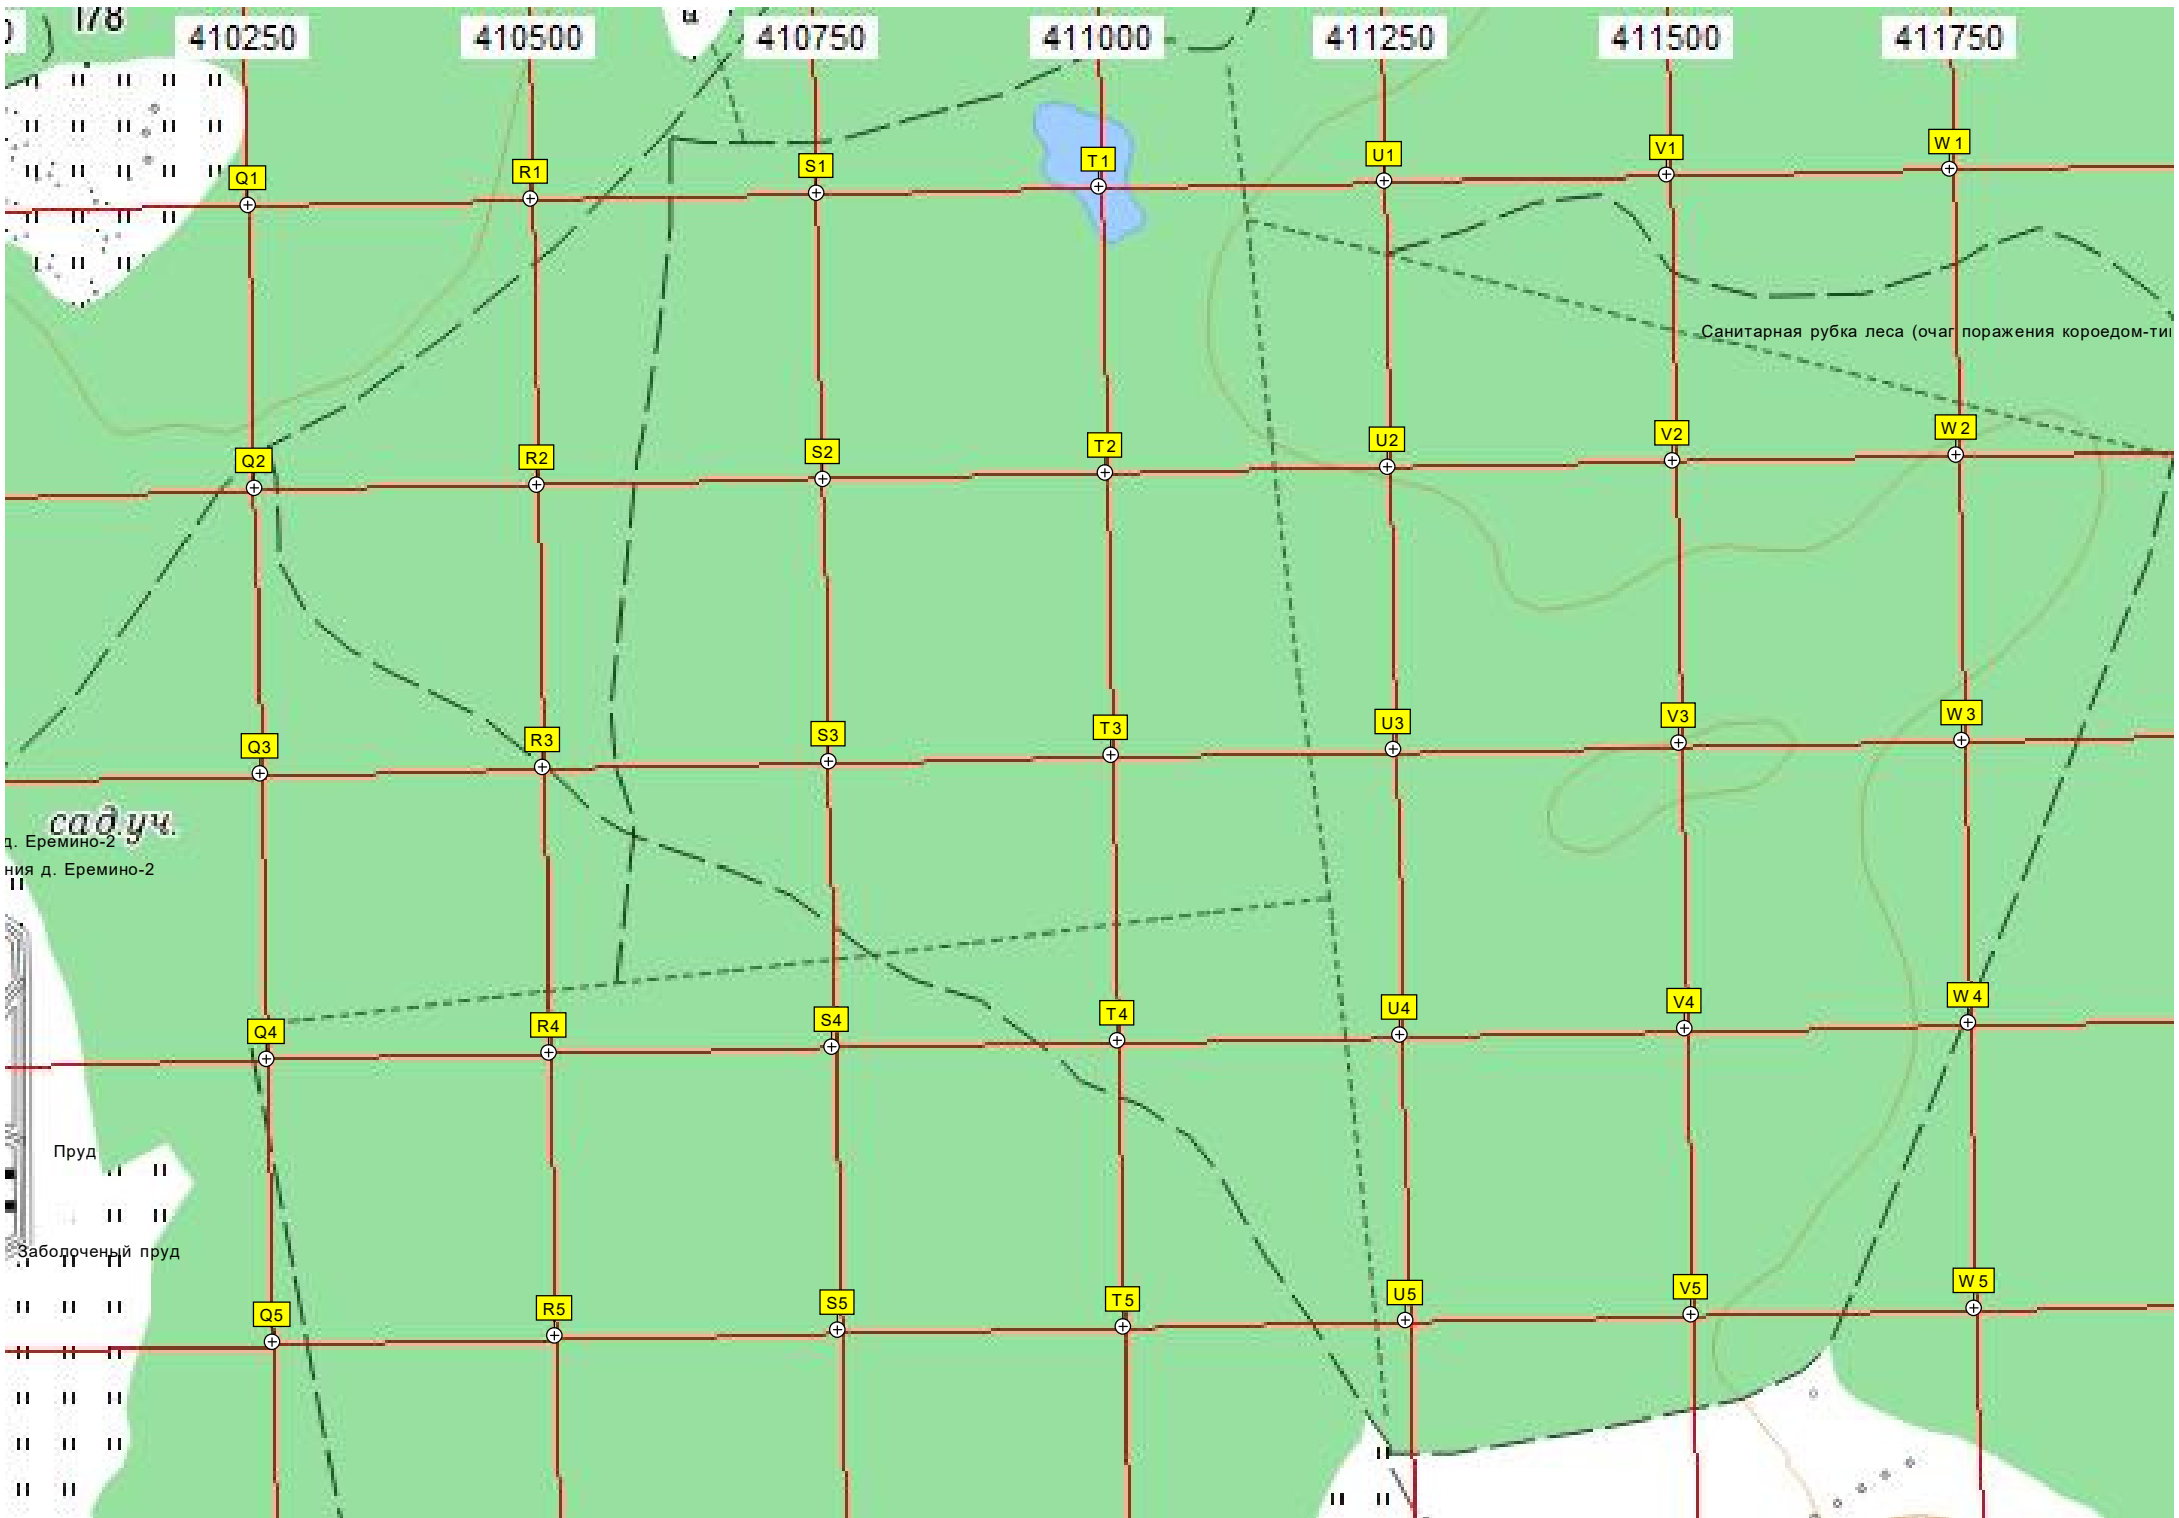 178
410250 410500 410750 411000 411250 411500 411750
Q1 R1 S1 T1 U1 V1 W1
Санитарная рубка леса (очаг поражения короедом-ти
Q2 R2 S2 T2 U2 V2 W2
Q3 R3 S3 T3 U3 V3 W3
сад.уч.
д. Еремино-2
ния д. Еремино-2
Q4 R4 S4 T4 U4 V4 W4
Пруд
Заболоченый пруд
Q5 R5 S5 T5 U5 V5 W5